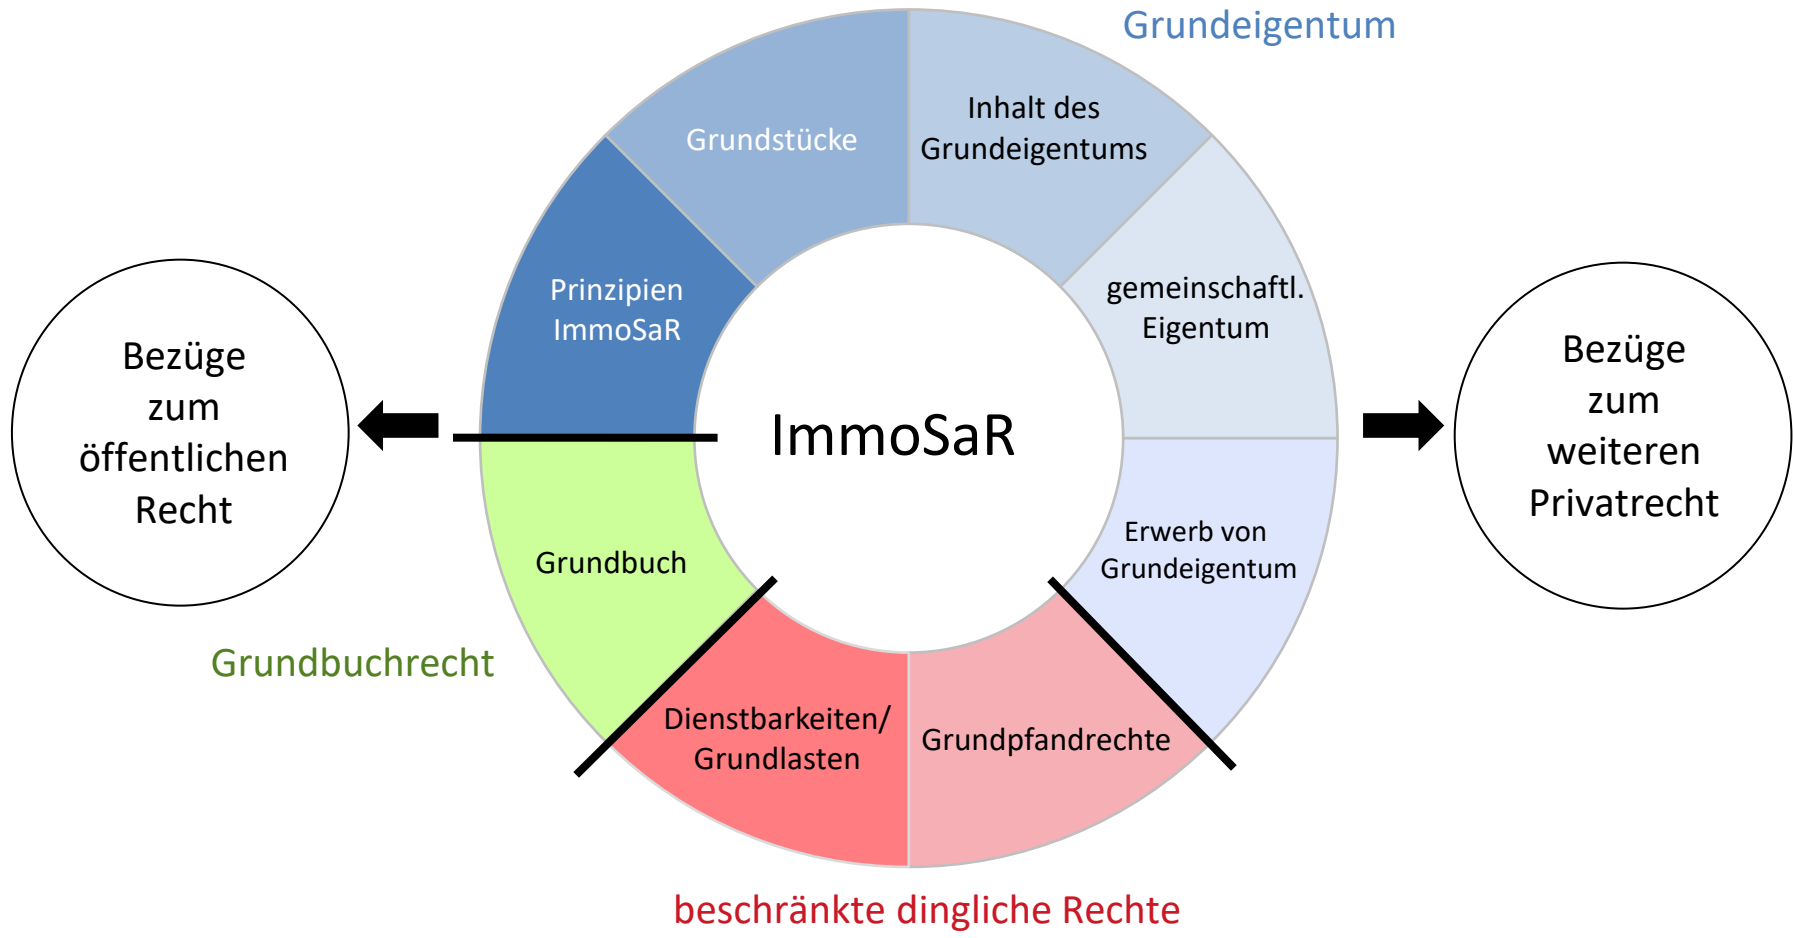 Grundeigentum
Inhalt des
Grundeigentums
Grundstücke
Prinzipien
ImmoSaR
gemeinschaftl.
Eigentum
Bezüge
zum
öffentlichen
Recht
ImmoSaR
Bezüge
zum
weiteren
Privatrecht
Grundbuch
Erwerb von
Grundeigentum
Grundbuchrecht
Dienstbarkeiten/
Grundlasten
Grundpfandrechte
beschränkte dingliche Rechte